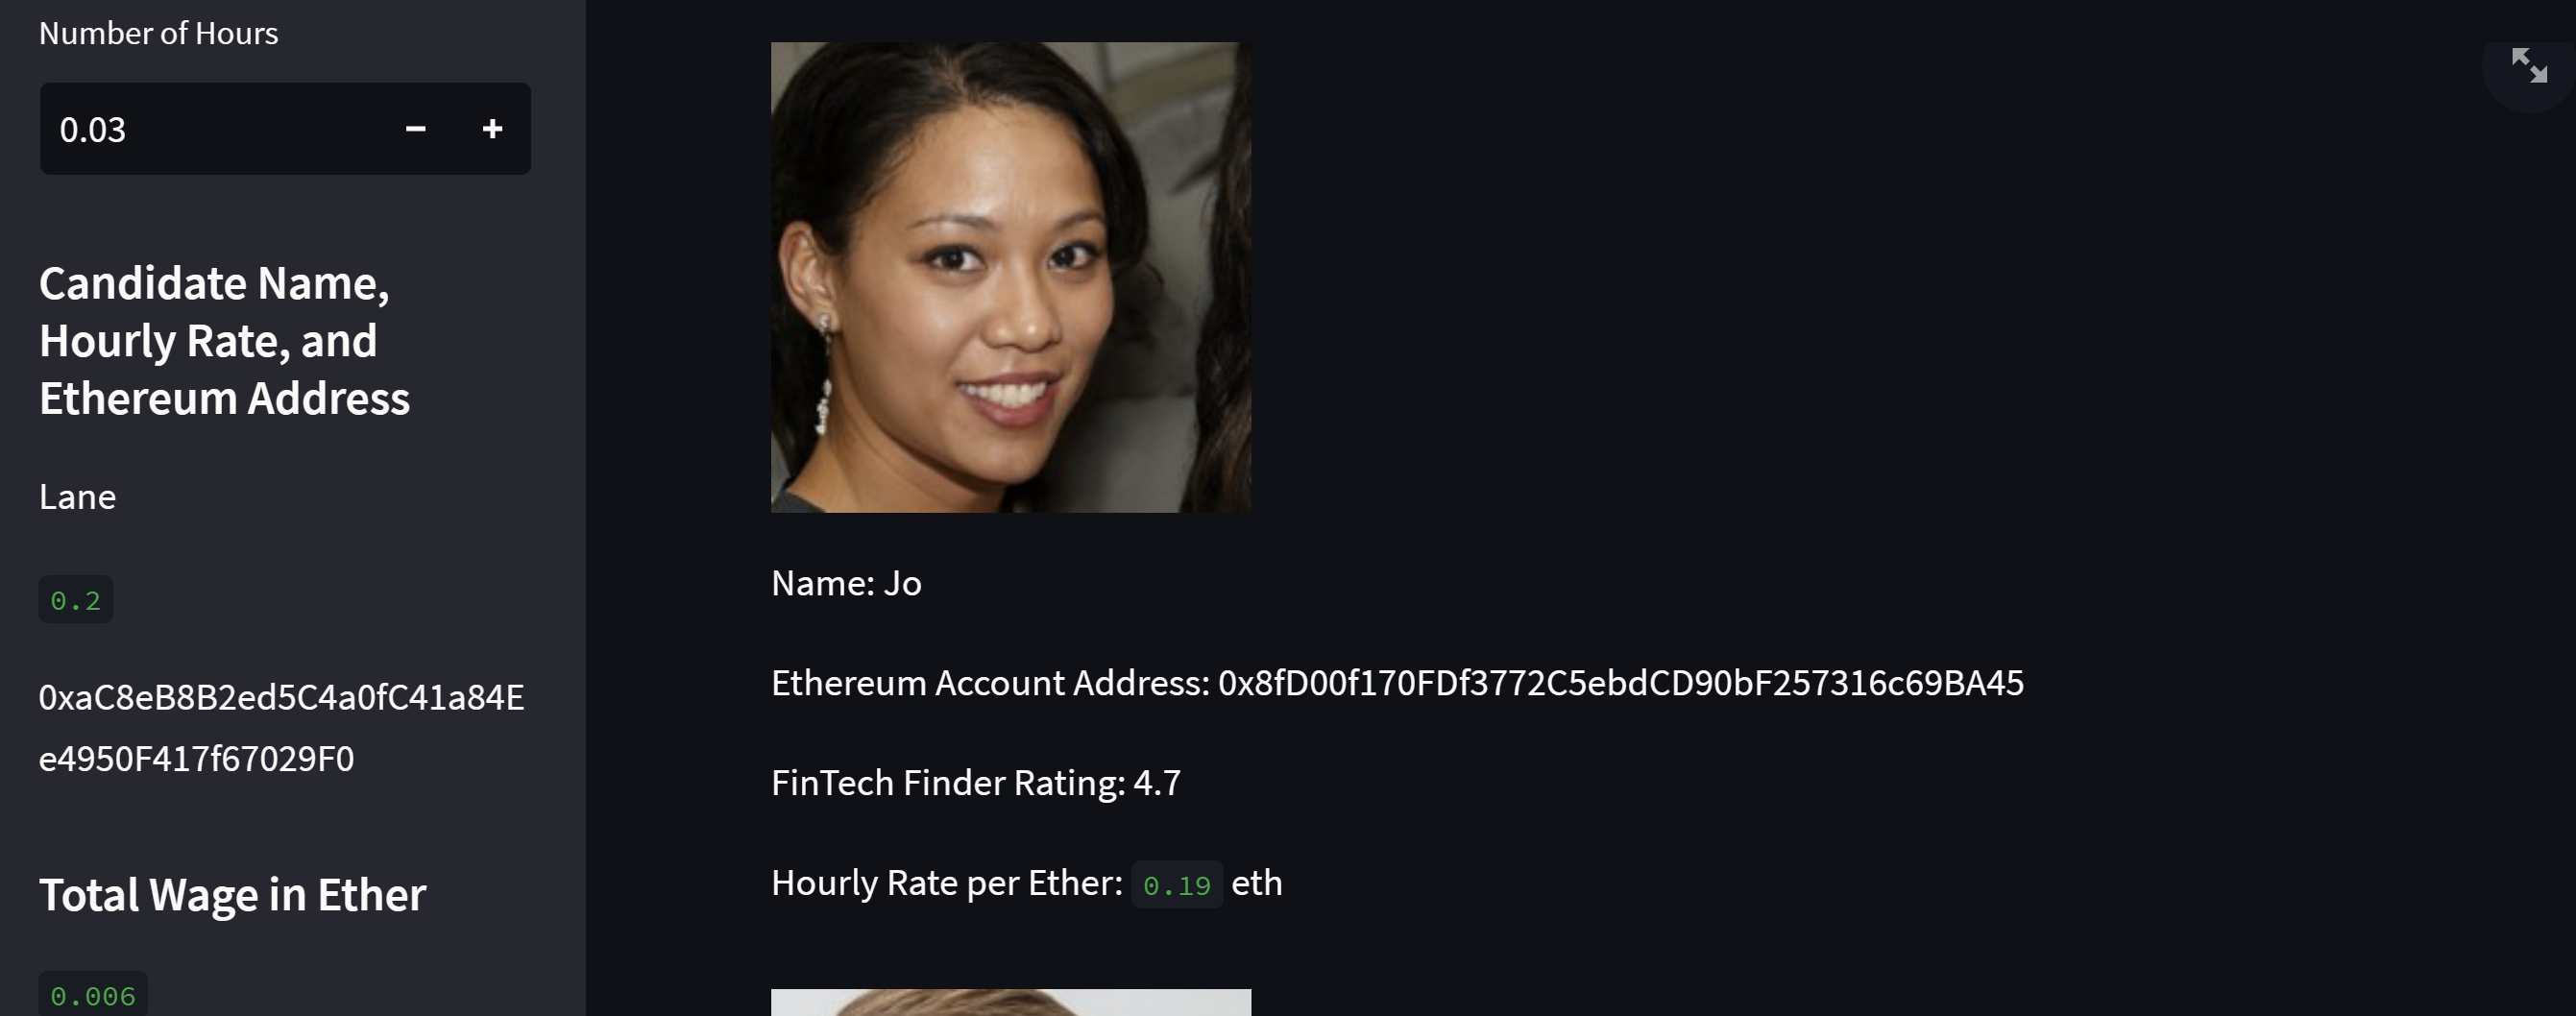 Number of Hours
0.03
Candidate Name,
Hourly Rate, and
Ethereum Address
Lane
0.2
0xaC8eB8B2ed5C4a0fC41a84E
e4950F417f67029F0
Total Wage in Ether
0.006
Name: Jo
Ethereum Account Address: 0x8fD00f170FDf3772C5ebdCD90bF257316c69BA45
FinTech Finder Rating: 4.7
Hourly Rate per Ether: 0.19 eth